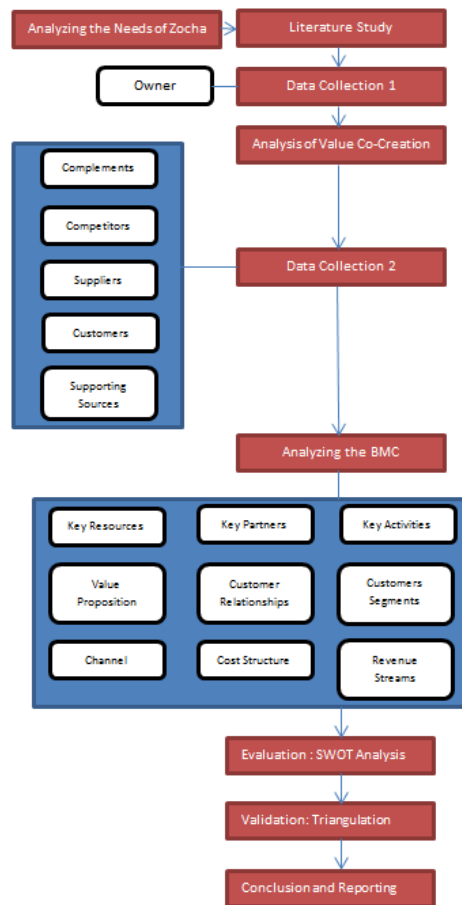 Analyzing the Needs of Zocha
Literature Study
Owner
Data Collection 1
Analysis of Value Co-Creation
Complements
Competitors
Suppliers
Customers
Supporting
Sources
Data Collection 2
Analyzing the BMC
Key Resources
Key Partners
Key Activities
Value
Proposition
Customer
Relationships
Customers
Segments
Channel
Cost Structure
Revenue
Streams
Evaluation : SWOT Analysis
Validation: Triangulation
Conclusion and Reporting